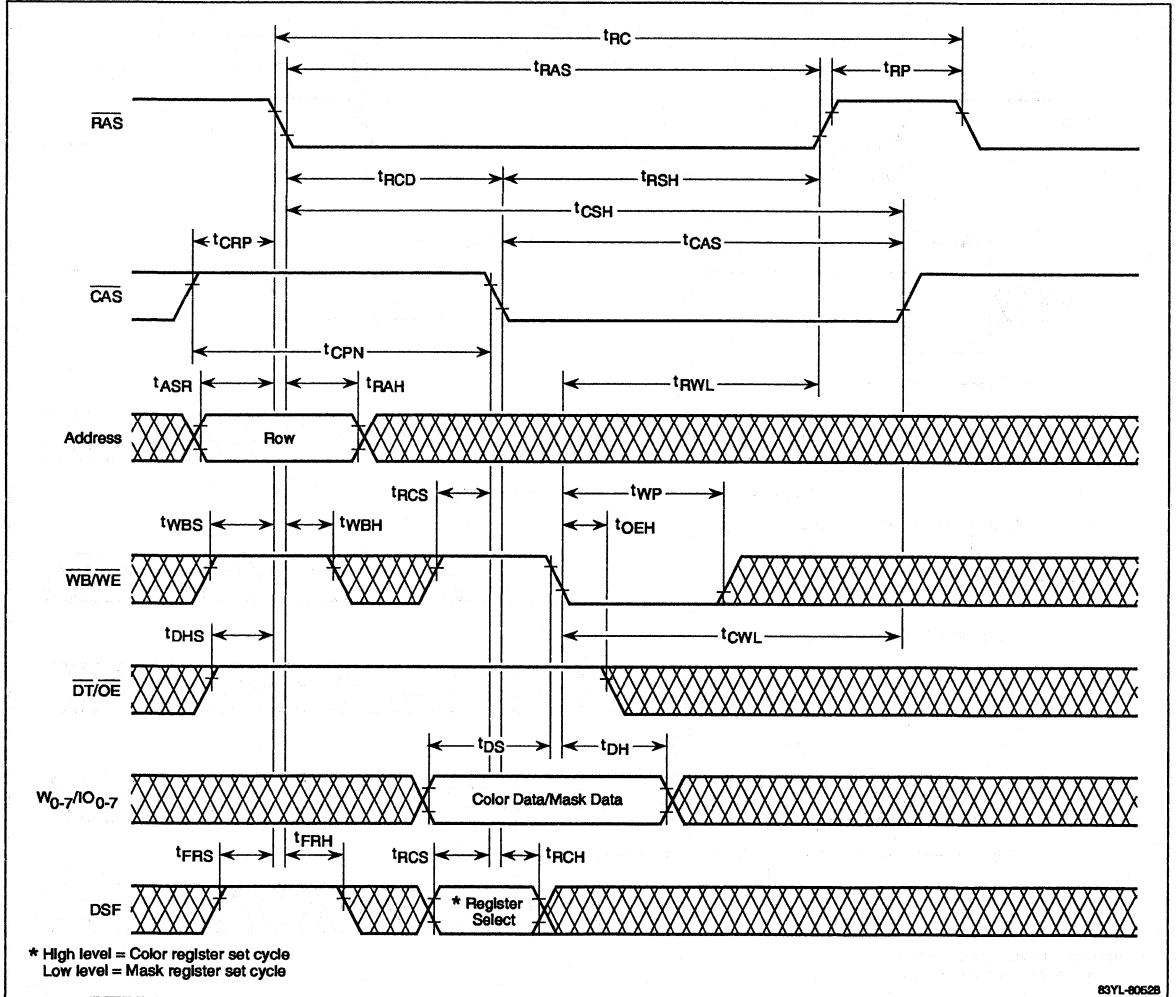 tRC
tRAS
tRP
RAS
tRCD
tRSH
tCSH
tCRP
tCAS
CAS
tCPN
tASR
tRAH
tRWL
Address
Row
tRCS
tWP
tWBS
tWBH
tOEH
WB/WE
tDHS
tCWL
DT/OE
tDS
tDH
W0-7/IO0-7
Color Data/Mask Data
tFRS
tFRH
tRCS
tRCH
DSF
* Register
Select
* High level = Color register set cycle
Low level = Mask register set cycle
83YL-8052B